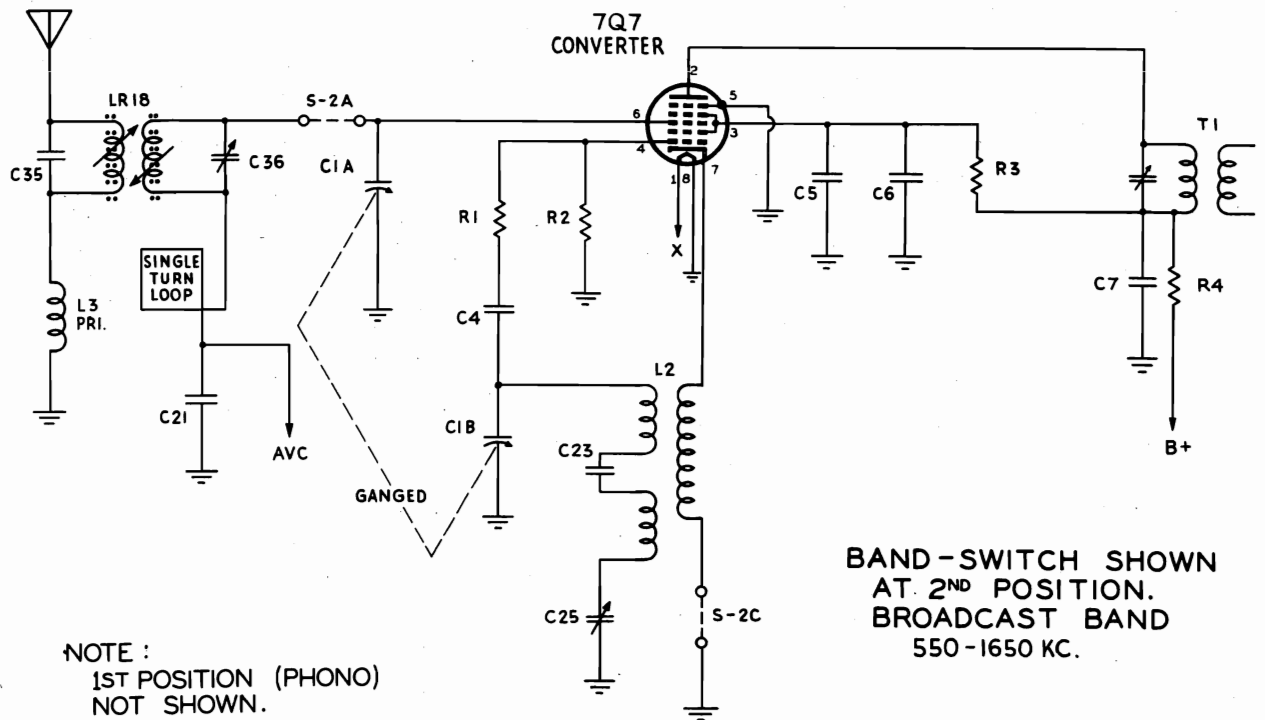 7Q7
CONVERTER
LR18
S-2A
C35
C36
C1A
6
4
2
5
3
1
8
7
T1
R1
R2
X
C5
C6
R3
SINGLE
TURN
LOOP
L3
PRI.
C4
C7
R4
C21
AVC
L2
C1B
C23
GANGED
B+
C25
S-2C
BAND-SWITCH SHOWN
AT 2ND POSITION.
BROADCAST BAND
550-1650 KC.
NOTE:
1ST POSITION (PHONO)
NOT SHOWN.